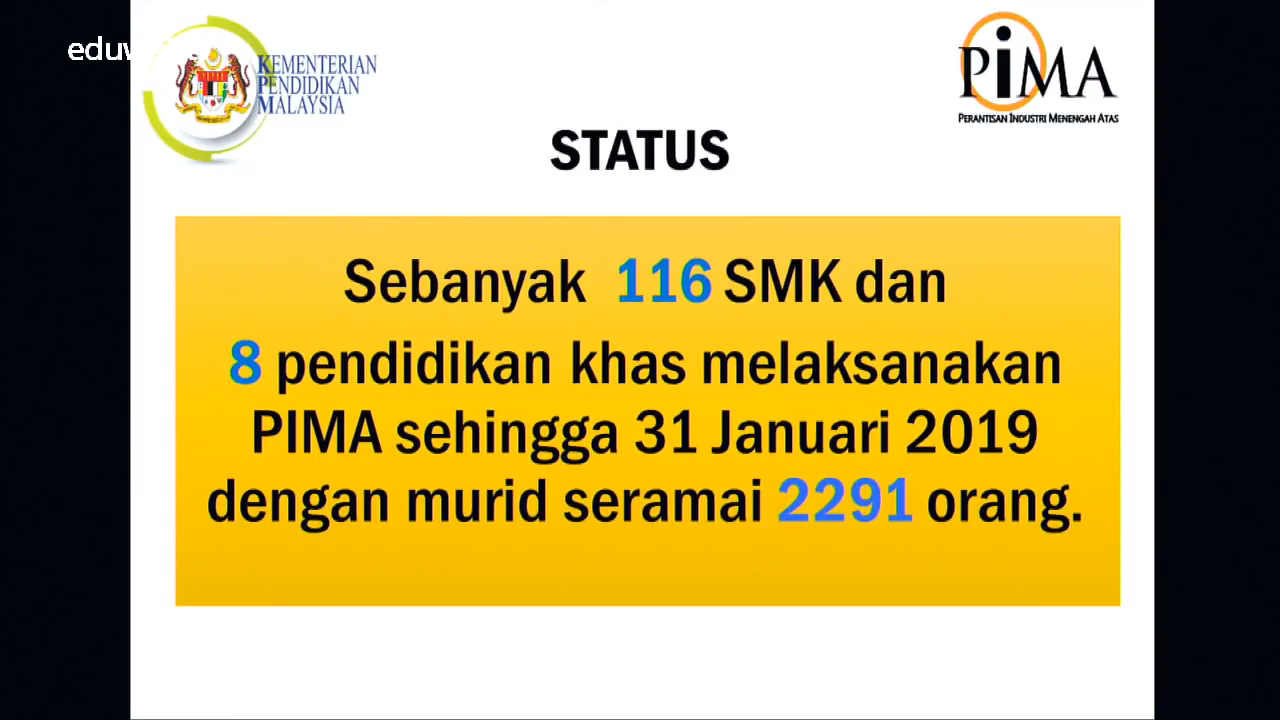 KEMENTERIAN
PENDIDIKAN
MALAYSIA
PiMA
PERANTISAN INDUSTRI MENENGAH ATAS
STATUS
Sebanyak 116 SMK dan
8 pendidikan khas melaksanakan
PIMA sehingga 31 Januari 2019
dengan murid seramai 2291 orang.